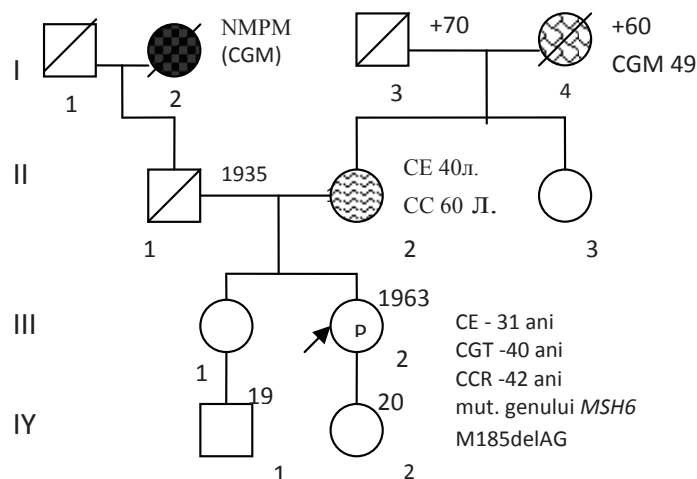 NMPM
(CGM)
+70
+60
CGM 49
I
1
2
3
4
II
1935
СЕ 40л.
СС 60 Л.
1
2
3
III
1963
P
1
2
CE - 31 ani
CGT -40 ani
CCR -42 ani
mut. genului MSH6
M185delAG
IY
19
20
1
2